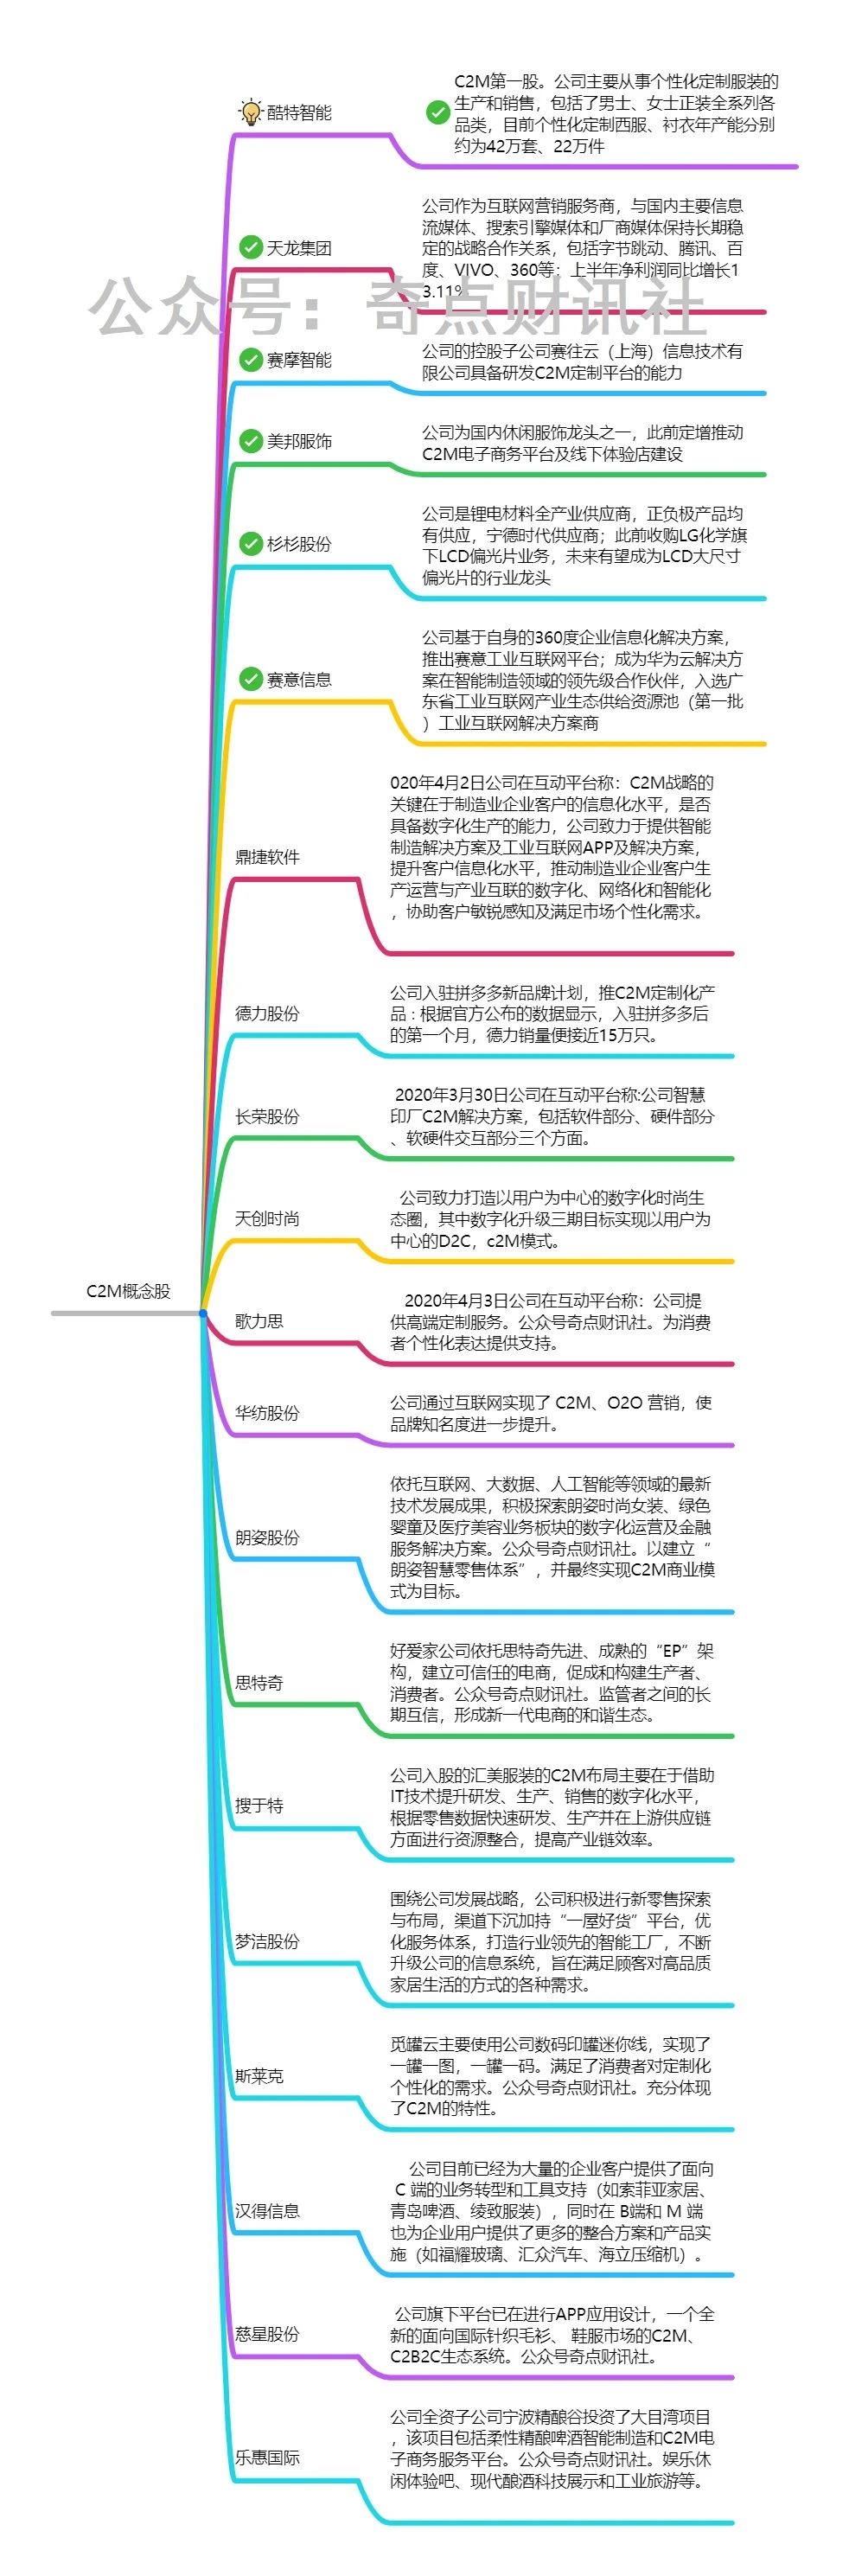 酷特智能
C2M第一股。公司主要从事个性化定制服装的
生产和销售，包括了男士、女士正装全系列各
品类，目前个性化定制西服、衬衣年产能分别
约为42万套、22万件
天龙集团
公司作为互联网营销服务商，与国内主要信息
流媒体、搜索引擎媒体和厂商媒体保持长期稳
定的战略合作关系，包括字节跳动、腾讯、百
度、VIVO、360等；上半年净利润同比增长1
3.11%
公众号：奇点财讯社
赛摩智能
公司的控股子公司赛往云（上海）信息技术有
限公司具备研发C2M定制平台的能力
美邦服饰
公司为国内休闲服饰龙头之一，此前定增推动
C2M电子商务平台及线下体验店建设
杉杉股份
公司是锂电材料全产业供应商，正负极产品均
有供应，宁德时代供应商；此前收购LG化学旗
下LCD偏光片业务，未来有望成为LCD大尺寸
偏光片的行业龙头
赛意信息
公司基于自身的360度企业信息化解决方案，
推出赛意工业互联网平台；成为华为云解决方
案在智能制造领域的领先级合作伙伴，入选广
东省工业互联网产业生态供给资源池（第一批
）工业互联网解决方案商
鼎捷软件
020年4月2日公司在互动平台称：C2M战略的
关键在于制造业企业客户的信息化水平，是否
具备数字化生产的能力，公司致力于提供智能
制造解决方案及工业互联网APP及解决方案，
提升客户信息化水平，推动制造业企业客户生
产运营与产业互联的数字化、网络化和智能化
，协助客户敏锐感知及满足市场个性化需求。
德力股份
公司入驻拼多多新品牌计划，推C2M定制化产
品：根据官方公布的数据显示，入驻拼多多后
的第一个月，德力销量便接近15万只。
长荣股份
2020年3月30日公司在互动平台称:公司智慧
印厂C2M解决方案，包括软件部分、硬件部分
、软硬件交互部分三个方面。
天创时尚
公司致力打造以用户为中心的数字化时尚生
态圈，其中数字化升级三期目标实现以用户为
中心的D2C，c2M模式。
C2M概念股
歌力思
2020年4月3日公司在互动平台称：公司提
供高端定制服务。公众号奇点财讯社。为消费
者个性化表达提供支持。
华纺股份
公司通过互联网实现了 C2M、O2O 营销，使
品牌知名度进一步提升。
朗姿股份
依托互联网、大数据、人工智能等领域的最新
技术发展成果，积极探索朗姿时尚女装、绿色
婴童及医疗美容业务板块的数字化运营及金融
服务解决方案。公众号奇点财讯社。以建立“
朗姿智慧零售体系”，并最终实现C2M商业模
式为目标。
思特奇
好爱家公司依托思特奇先进、成熟的“EP”架
构，建立可信任的电商，促成和构建生产者、
消费者。公众号奇点财讯社。监管者之间的长
期互信，形成新一代电商的和谐生态。
搜于特
公司入股的汇美服装的C2M布局主要在于借助
IT技术提升研发、生产、销售的数字化水平，
根据零售数据快速研发、生产并在上游供应链
方面进行资源整合，提高产业链效率。
梦洁股份
围绕公司发展战略，公司积极进行新零售探索
与布局，渠道下沉加持“一屋好货”平台，优
化服务体系，打造行业领先的智能工厂，不断
升级公司的信息系统，旨在满足顾客对高品质
家居生活的方式的各种需求。
斯莱克
觅罐云主要使用公司数码印罐迷你线，实现了
一罐一图，一罐一码。满足了消费者对定制化
个性化的需求。公众号奇点财讯社。充分体现
了C2M的特性。
汉得信息
公司目前已经为大量的企业客户提供了面向
C 端的业务转型和工具支持（如索菲亚家居、
青岛啤酒、绫致服装），同时在 B端和 M 端
也为企业用户提供了更多的整合方案和产品实
施（如福耀玻璃、汇众汽车、海立压缩机）。
慈星股份
公司旗下平台已在进行APP应用设计，一个全
新的面向国际针织毛衫、 鞋服市场的C2M、
C2B2C生态系统。公众号奇点财讯社。
乐惠国际
公司全资子公司宁波精酿谷投资了大目湾项目
，该项目包括柔性精酿啤酒智能制造和C2M电
子商务服务平台。公众号奇点财讯社。娱乐休
闲体验吧、现代酿酒科技展示和工业旅游等。